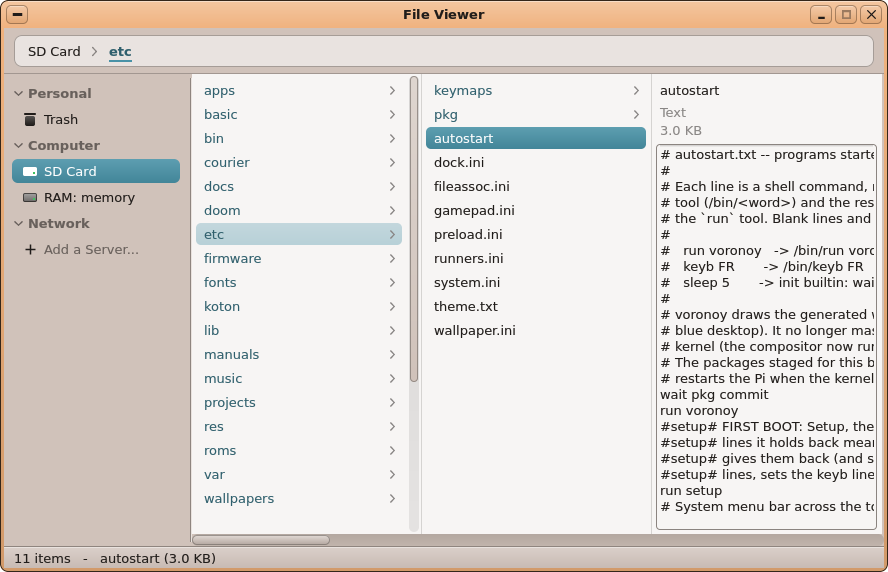 File Viewer
SD Card
etc
Personal
Trash
Computer
SD Card
RAM: memory
Network
Add a Server...
apps
basic
bin
courier
docs
doom
etc
firmware
fonts
koton
lib
manuals
music
projects
res
roms
var
wallpapers
keymaps
pkg
autostart
dock.ini
fileassoc.ini
gamepad.ini
preload.ini
runners.ini
system.ini
theme.txt
wallpaper.ini
autostart
Text
3.0 KB
# autostart.txt -- programs starte
#
# Each line is a shell command,
# tool (/bin/<word>) and the res
# the `run` tool. Blank lines and
#
#   run voronoy   -> /bin/run voro
#   keyb FR       -> /bin/keyb FR
#   sleep 5       -> init builtin: wai
#
# voronoy draws the generated
# blue desktop). It no longer mas
# kernel (the compositor now run
# The packages staged for this b
# restarts the Pi when the kernel
wait pkg commit
run voronoy
#setup# FIRST BOOT: Setup, the
#setup# lines it holds back mean
#setup# gives them back (and s
#setup# lines, sets the keyb line
run setup
# System menu bar across the to
11 items   -   autostart (3.0 KB)